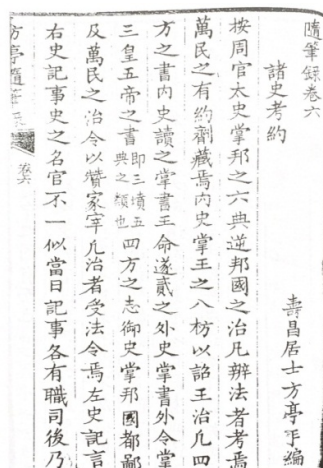 隨筆錄卷六
壽昌居士方亭手編
諸史考約
按周官太史掌邦之六典逆邦國之治凡辦法者考焉
萬民之有約劑藏焉內史掌王之八枋以詔王治凡四
方之書內史讀之掌書王命遂貳之外史掌書外令掌
三皇五帝之書即三墳五典之類也四方之志御史掌邦國都鄙
及萬民之治令以贊冢宰凡治者受法令焉左史記言
右史記事史之名官不一似當日記事各有職司後乃
方亭隨筆錄 卷六